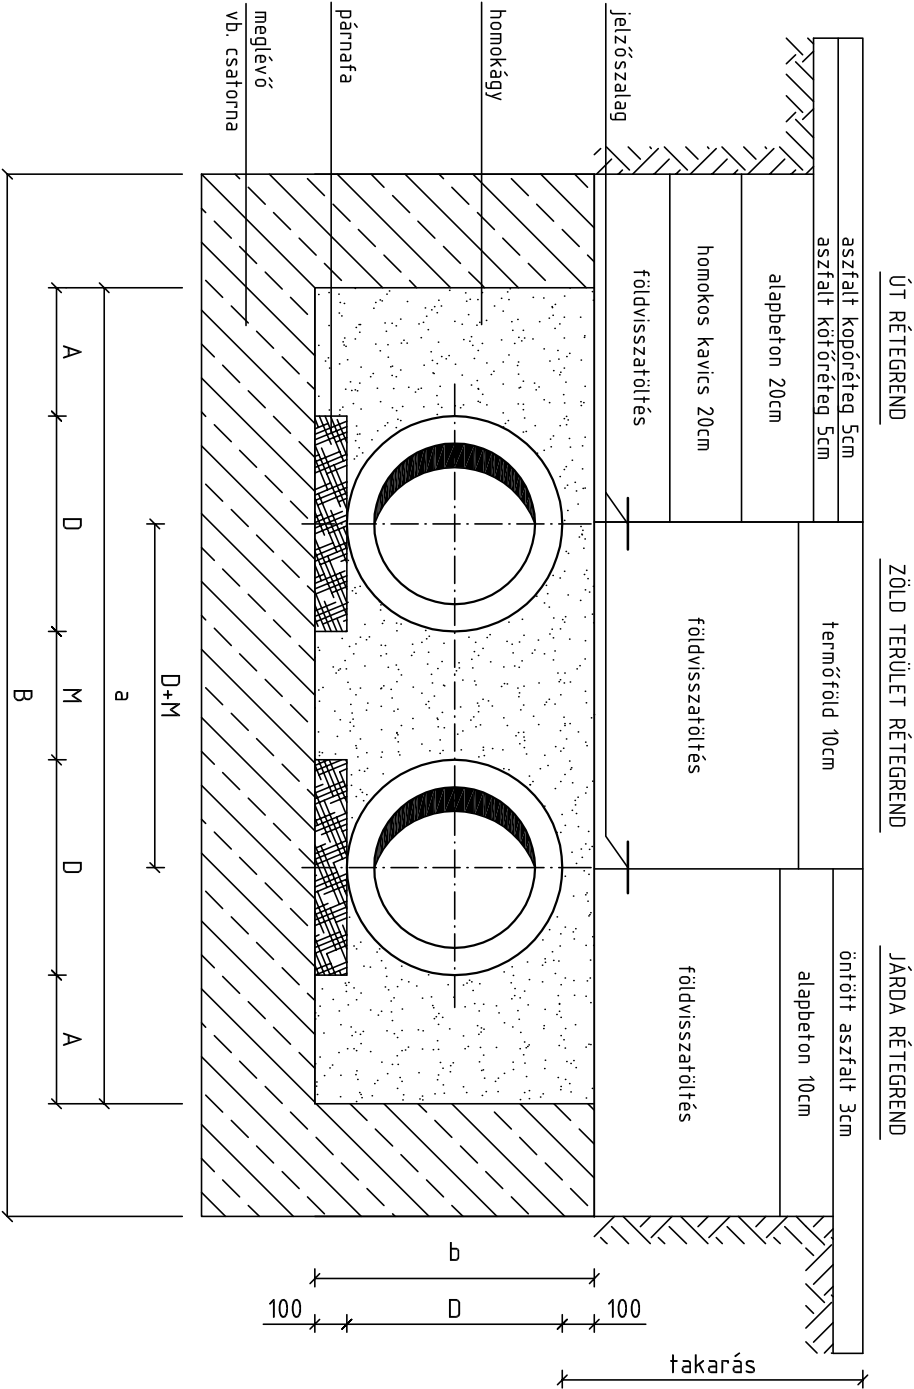 ÚT RÉTEGREND
ZÖLD TERÜLET RÉTEGREND
JÁRDA RÉTEGREND
aszfalt kopóréteg 5cm
aszfalt kötőréteg 5cm
alapbeton 20cm
homokos kavics 20cm
földvisszatöltés
termőföld 10cm
földvisszatöltés
öntött aszfalt 3cm
alapbeton 10cm
földvisszatöltés
jelzőszalag
homokágy
párnafa
meglévő
vb. csatorna
takarás
100
D
100
b
A
D
M
D
A
D+M
a
B